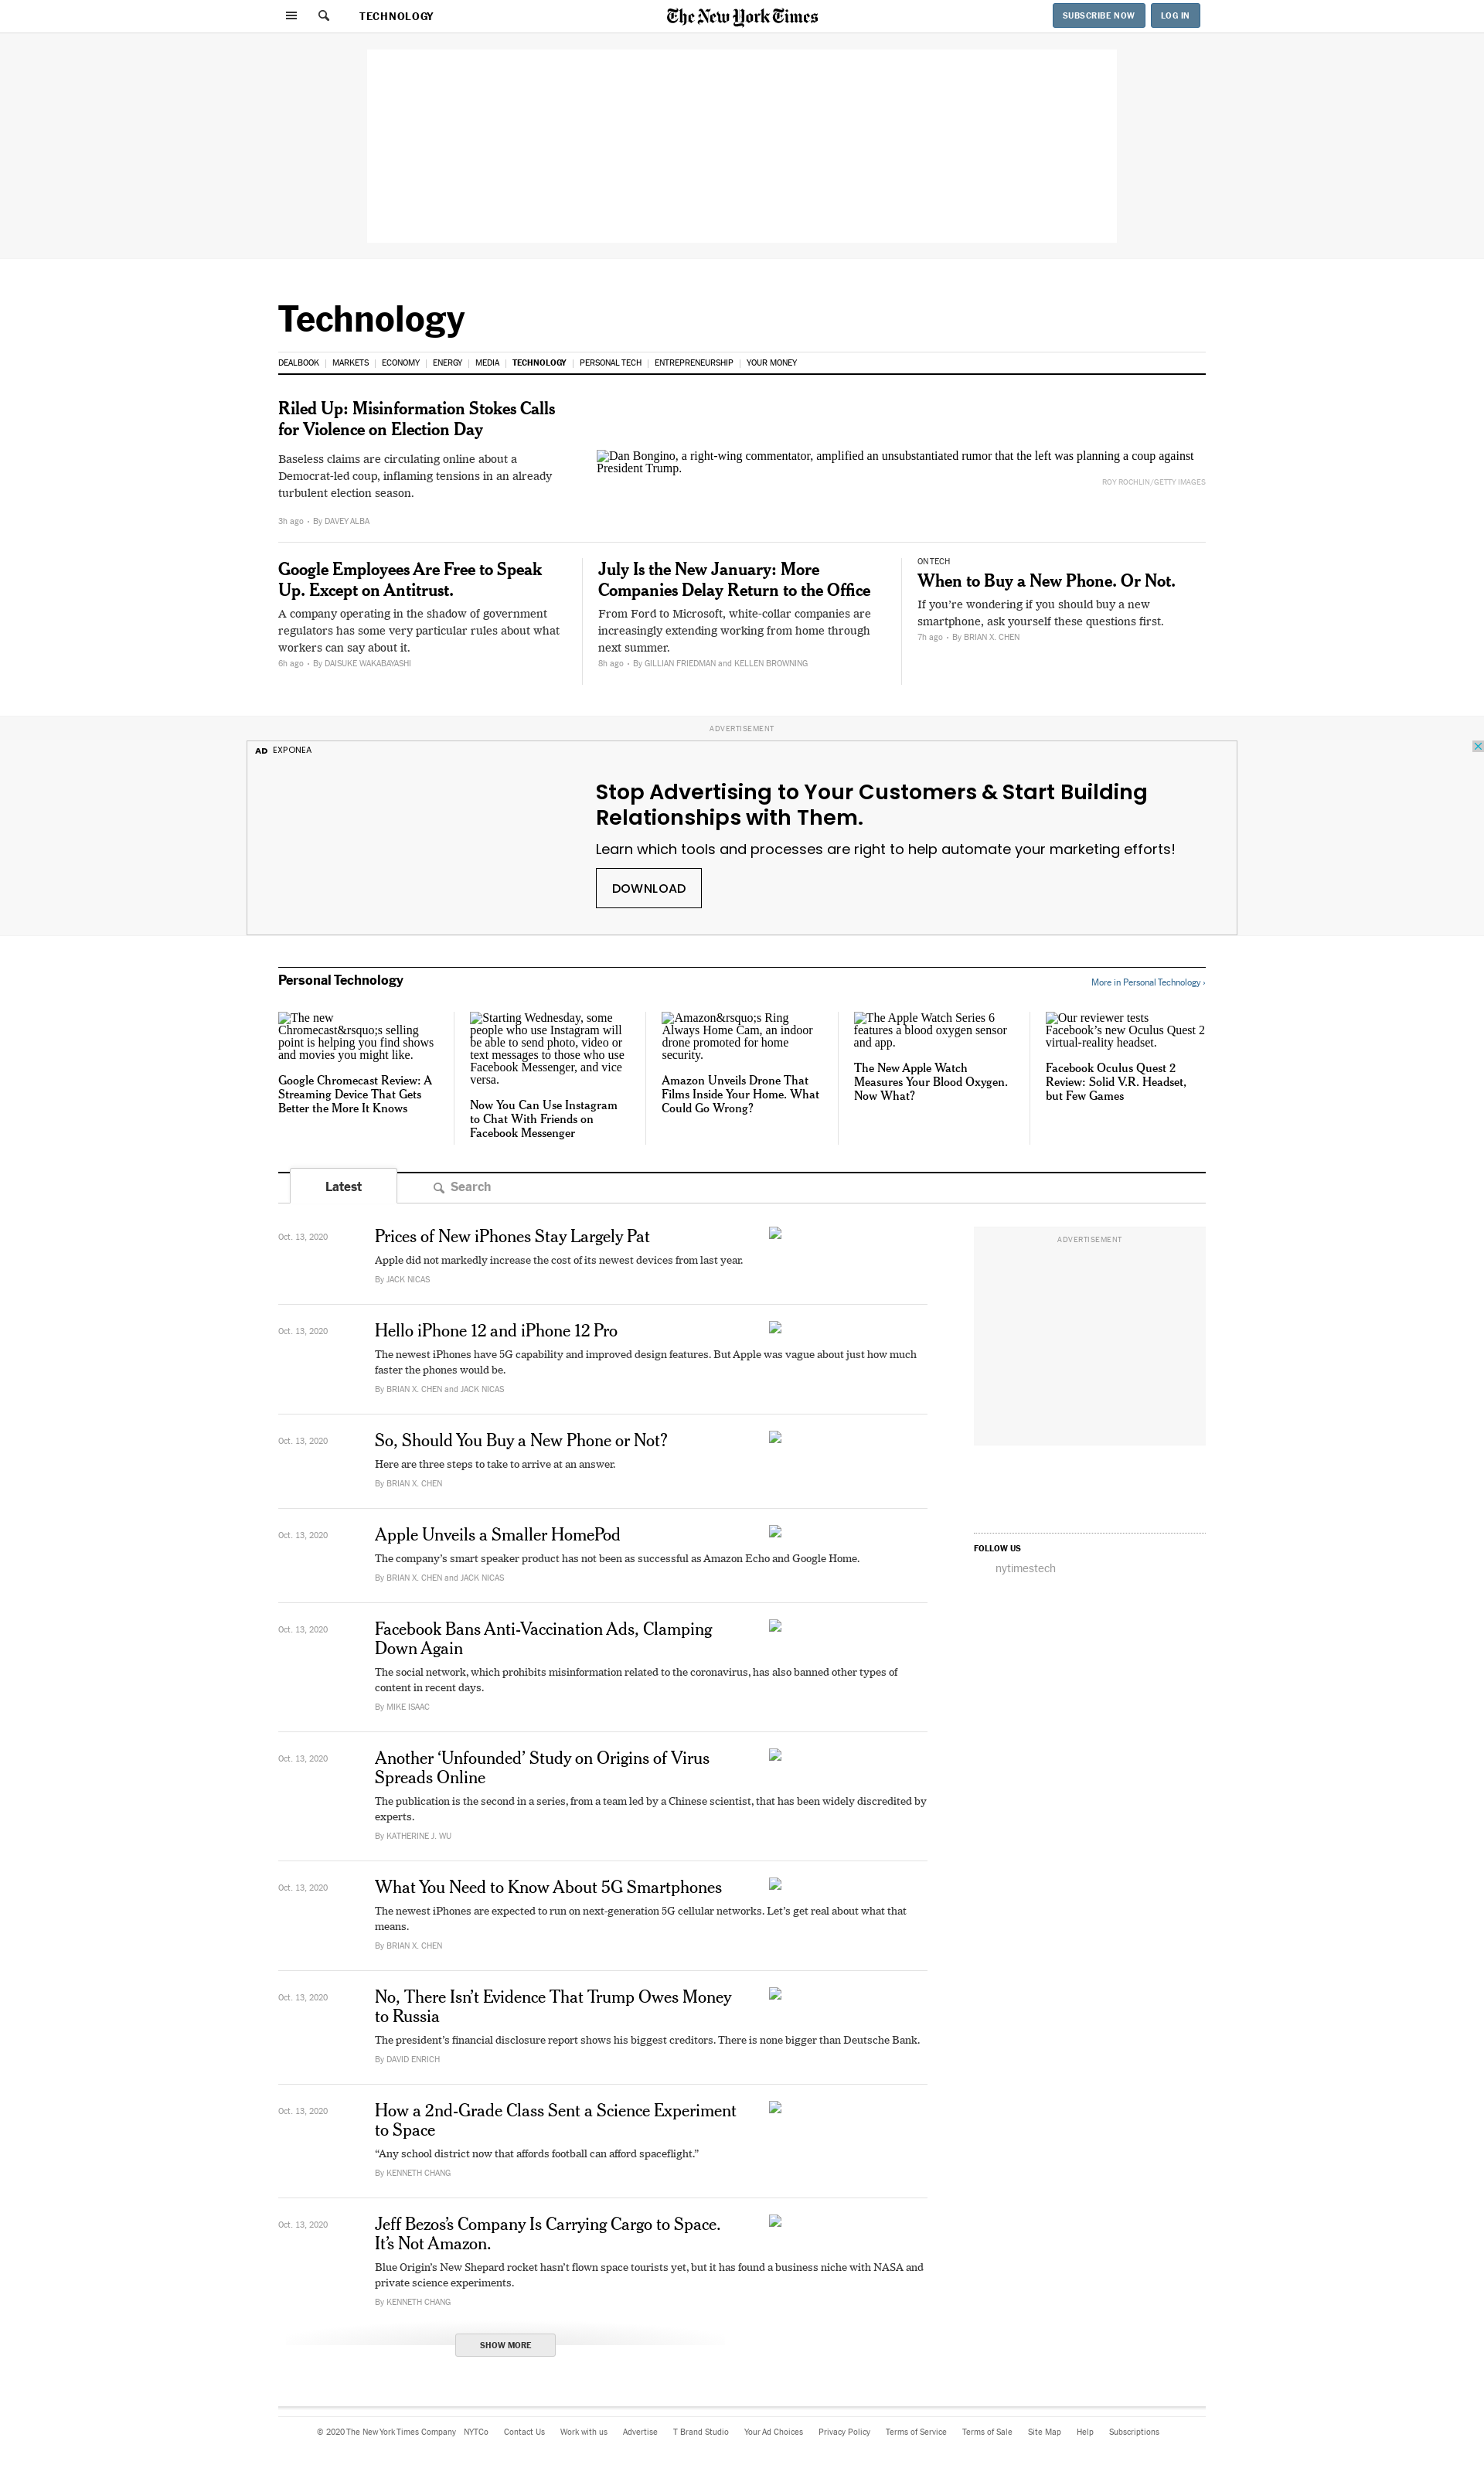 TECHNOLOGY
The New York Times
SUBSCRIBE NOW
LOG IN
Technology
DEALBOOK | MARKETS | ECONOMY | ENERGY | MEDIA | TECHNOLOGY | PERSONAL TECH | ENTREPRENEURSHIP | YOUR MONEY
Riled Up: Misinformation Stokes Calls
for Violence on Election Day
Baseless claims are circulating online about a
Democrat-led coup, inflaming tensions in an already
turbulent election season.
3h ago • By DAVEY ALBA
Dan Bongino, a right-wing commentator, amplified an unsubstantiated rumor that the left was planning a coup against
President Trump.
ROY ROCHLIN/GETTY IMAGES
Google Employees Are Free to Speak
Up. Except on Antitrust.
A company operating in the shadow of government
regulators has some very particular rules about what
workers can say about it.
6h ago • By DAISUKE WAKABAYASHI
July Is the New January: More
Companies Delay Return to the Office
From Ford to Microsoft, white-collar companies are
increasingly extending working from home through
next summer.
8h ago • By GILLIAN FRIEDMAN and KELLEN BROWNING
ON TECH
When to Buy a New Phone. Or Not.
If you’re wondering if you should buy a new
smartphone, ask yourself these questions first.
7h ago • By BRIAN X. CHEN
ADVERTISEMENT
AD EXPONEA
Stop Advertising to Your Customers & Start Building
Relationships with Them.
Learn which tools and processes are right to help automate your marketing efforts!
DOWNLOAD
Personal Technology
More in Personal Technology ›
The new
Chromecast&rsquo;s selling
point is helping you find shows
and movies you might like.
Google Chromecast Review: A
Streaming Device That Gets
Better the More It Knows
Starting Wednesday, some
people who use Instagram will
be able to send photo, video or
text messages to those who use
Facebook Messenger, and vice
versa.
Now You Can Use Instagram
to Chat With Friends on
Facebook Messenger
Amazon&rsquo;s Ring
Always Home Cam, an indoor
drone promoted for home
security.
Amazon Unveils Drone That
Films Inside Your Home. What
Could Go Wrong?
The Apple Watch Series 6
features a blood oxygen sensor
and app.
The New Apple Watch
Measures Your Blood Oxygen.
Now What?
Our reviewer tests
Facebook’s new Oculus Quest 2
virtual-reality headset.
Facebook Oculus Quest 2
Review: Solid V.R. Headset,
but Few Games
Latest
Search
Oct. 13, 2020
Prices of New iPhones Stay Largely Pat
Apple did not markedly increase the cost of its newest devices from last year.
By JACK NICAS
Oct. 13, 2020
Hello iPhone 12 and iPhone 12 Pro
The newest iPhones have 5G capability and improved design features. But Apple was vague about just how much
faster the phones would be.
By BRIAN X. CHEN and JACK NICAS
Oct. 13, 2020
So, Should You Buy a New Phone or Not?
Here are three steps to take to arrive at an answer.
By BRIAN X. CHEN
Oct. 13, 2020
Apple Unveils a Smaller HomePod
The company’s smart speaker product has not been as successful as Amazon Echo and Google Home.
By BRIAN X. CHEN and JACK NICAS
Oct. 13, 2020
Facebook Bans Anti-Vaccination Ads, Clamping
Down Again
The social network, which prohibits misinformation related to the coronavirus, has also banned other types of
content in recent days.
By MIKE ISAAC
Oct. 13, 2020
Another ‘Unfounded’ Study on Origins of Virus
Spreads Online
The publication is the second in a series, from a team led by a Chinese scientist, that has been widely discredited by
experts.
By KATHERINE J. WU
Oct. 13, 2020
What You Need to Know About 5G Smartphones
The newest iPhones are expected to run on next-generation 5G cellular networks. Let’s get real about what that
means.
By BRIAN X. CHEN
Oct. 13, 2020
No, There Isn’t Evidence That Trump Owes Money
to Russia
The president’s financial disclosure report shows his biggest creditors. There is none bigger than Deutsche Bank.
By DAVID ENRICH
Oct. 13, 2020
How a 2nd-Grade Class Sent a Science Experiment
to Space
“Any school district now that affords football can afford spaceflight.”
By KENNETH CHANG
Oct. 13, 2020
Jeff Bezos’s Company Is Carrying Cargo to Space.
It’s Not Amazon.
Blue Origin’s New Shepard rocket hasn’t flown space tourists yet, but it has found a business niche with NASA and
private science experiments.
By KENNETH CHANG
SHOW MORE
ADVERTISEMENT
FOLLOW US
nytimestech
© 2020 The New York Times Company NYTCo Contact Us Work with us Advertise T Brand Studio Your Ad Choices Privacy Policy Terms of Service Terms of Sale Site Map Help Subscriptions